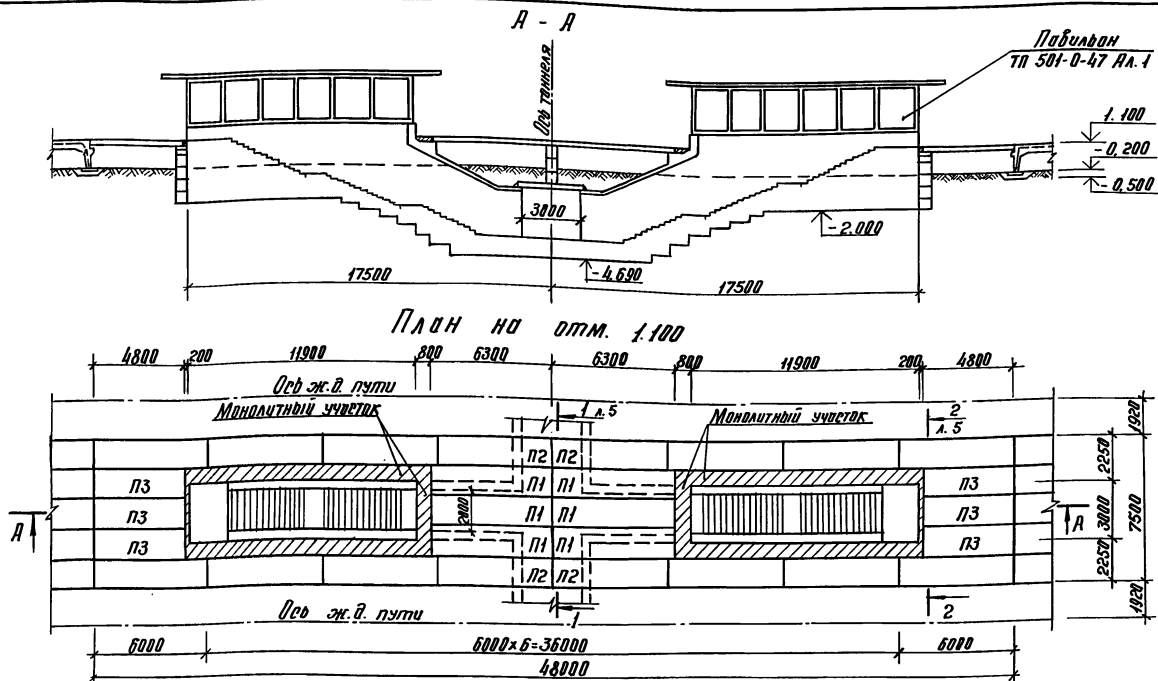 А - А
Ось тоннеля
Павильон
ТП 501-0-47 Ал. 1
1.100
-0,200
-0,500
3000
-2.000
-4.690
17500
17500
План на отм. 1.100
4800 200 11900 800 6300 6300 800 11900 200 4800
Ось ж.д. пути
Монолитный участок
1 л.5
Монолитный участок
2
л. 5
1920
П2 П2
2250
П3 П1 П1 П3
А П3 2100 П1 П1 П3 А
3000 7500
П3 П1 П1 П3
2250
П2 П2
1920
Ось ж.д. пути
1
2
6000 6000х6=36000 6000
48000